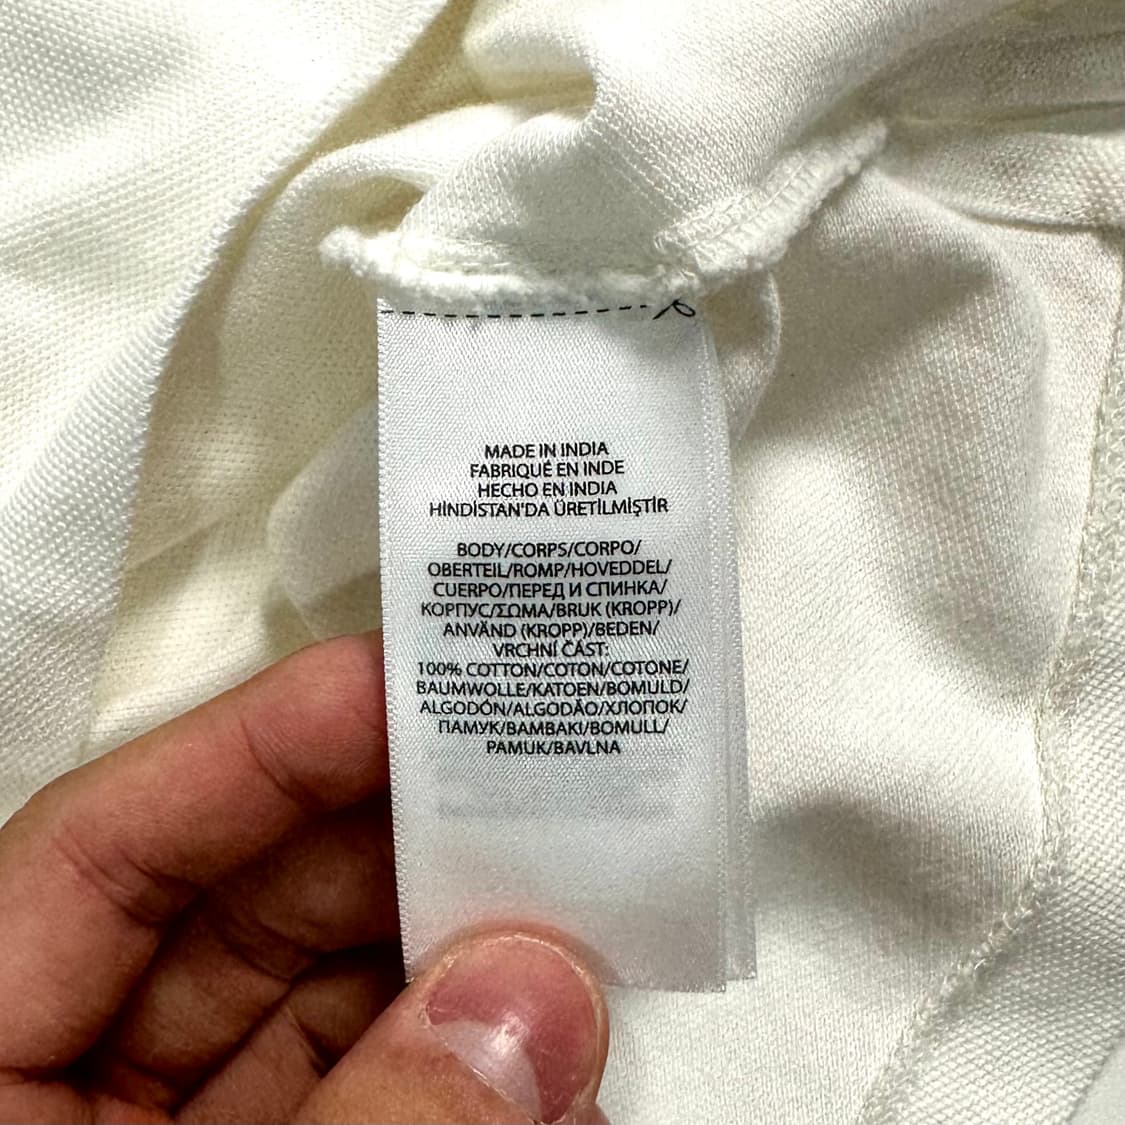 MADE IN INDIA
FABRIQUÉ EN INDE
HECHO EN INDIA
HİNDİSTAN'DA ÜRETİLMİŞTİR
BODY/CORPS/CORPO/
OBERTEIL/ROMP/HOVEDDEL/
CUERPO/ПЕРЕД И СПИНКА/
КОРПУС/ΣΩΜΑ/BRUK (KROPP)/
ANVÄND (KROPP)/BEDEN/
VRCHNÍ ČÁST:
100% COTTON/COTON/COTONE/
BAUMWOLLE/KATOEN/BOMULD/
ALGODÓN/ALGODÃO/ХЛОПОК/
ПАМУК/ΒΑΜΒΑΚΙ/BOMULL/
PAMUK/BAVLNA